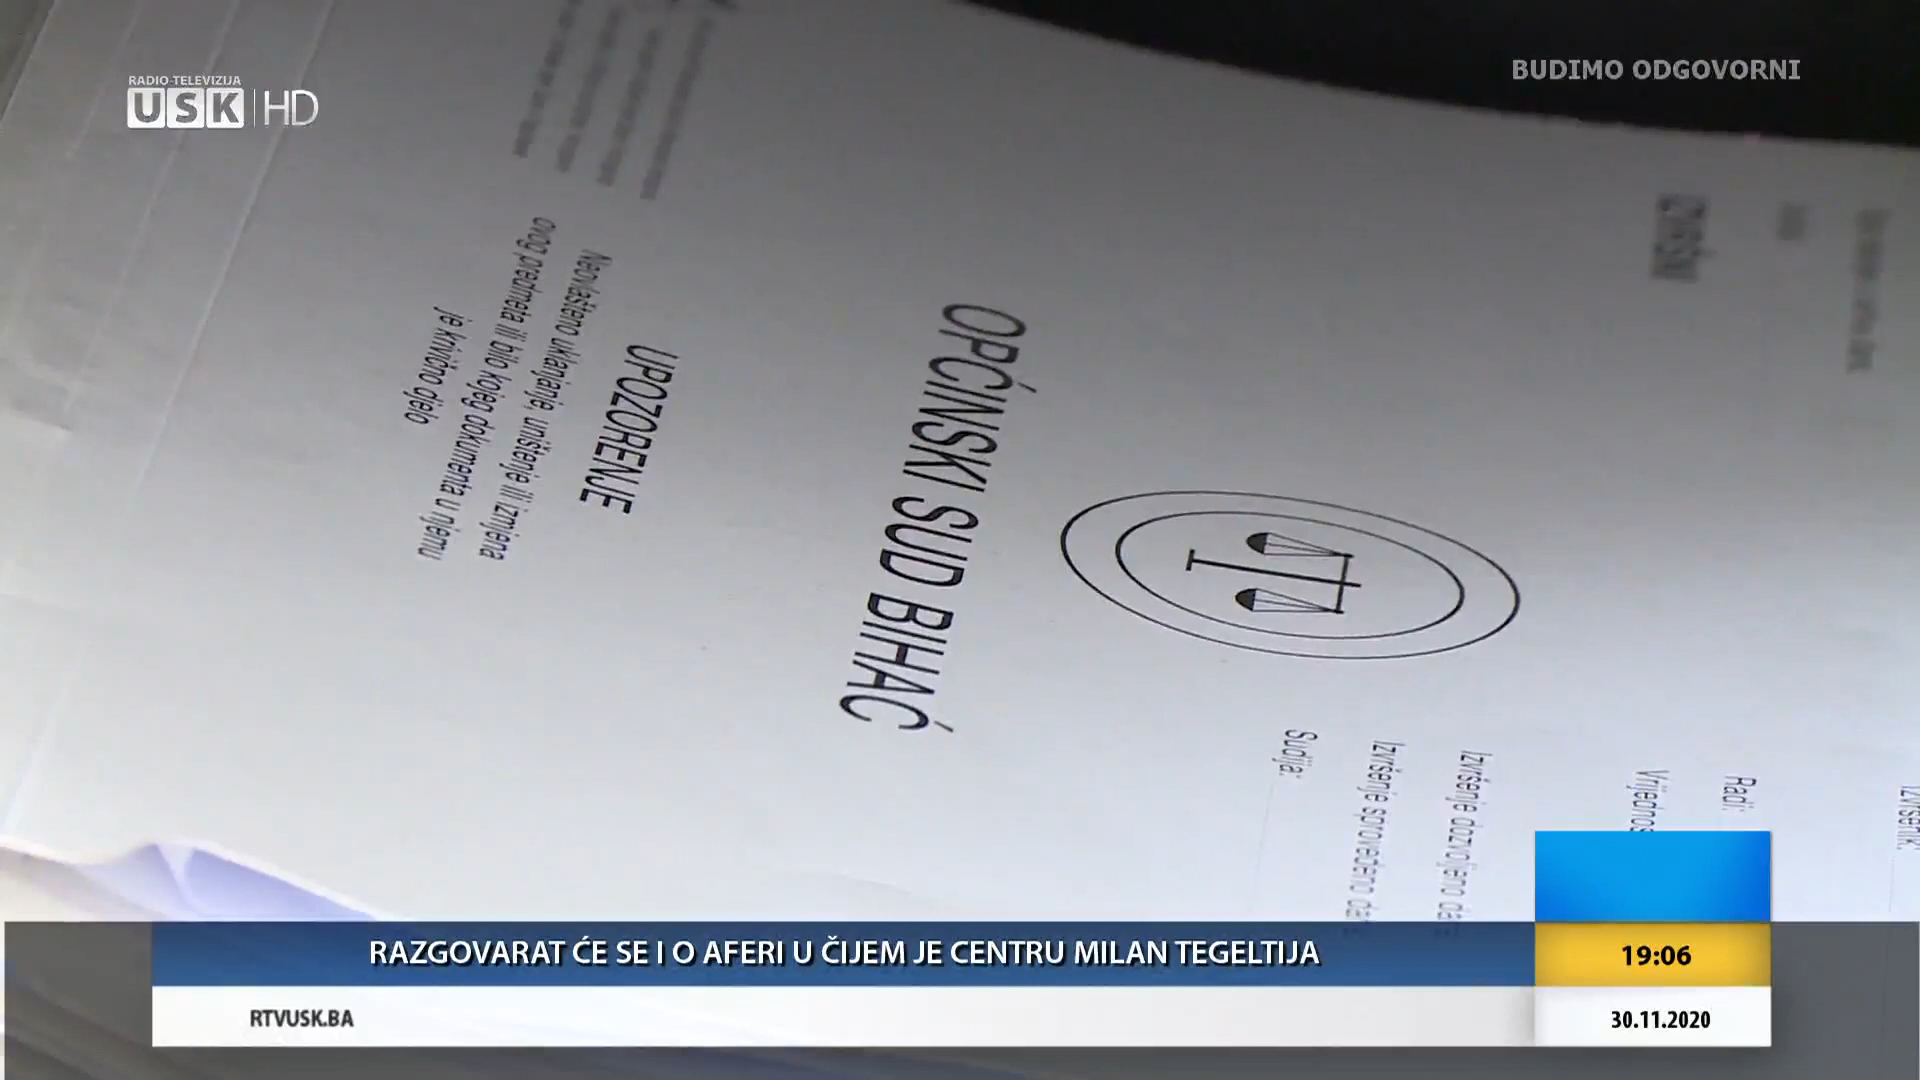 RADIO-TELEVIZIJA
USK HD
BUDIMO ODGOVORNI
OPĆINSKI SUD BIHAĆ
UPOZORENJE
Neovlašteno uklanjanje, uništenje ili izmjena
ovog predmeta ili bilo kojeg dokumenta u njemu
je krivično djelo
Radi:
Izvršenje dozvoljeno
Izvršenje sprovedeno
Sudija:
RAZGOVARAT ĆE SE I O AFERI U ČIJEM JE CENTRU MILAN TEGELTIJA
19:06
RTVUSK.BA
30.11.2020